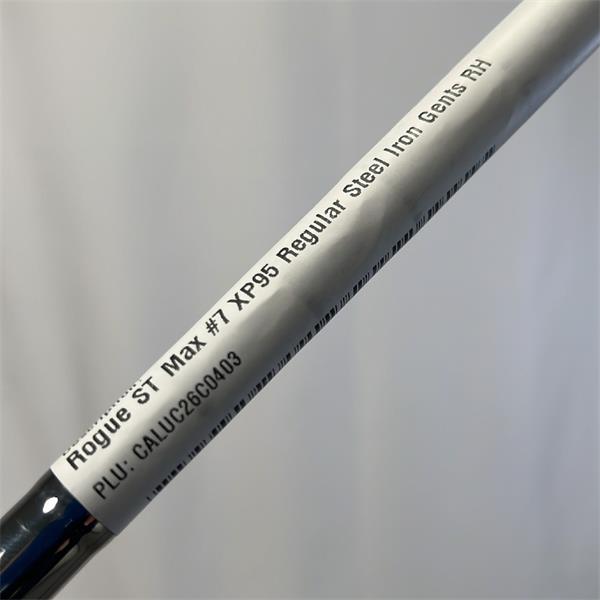 Rogue ST Max #7 XP95 Regular Steel Iron Gents RH
PLU: CALUC26C0403